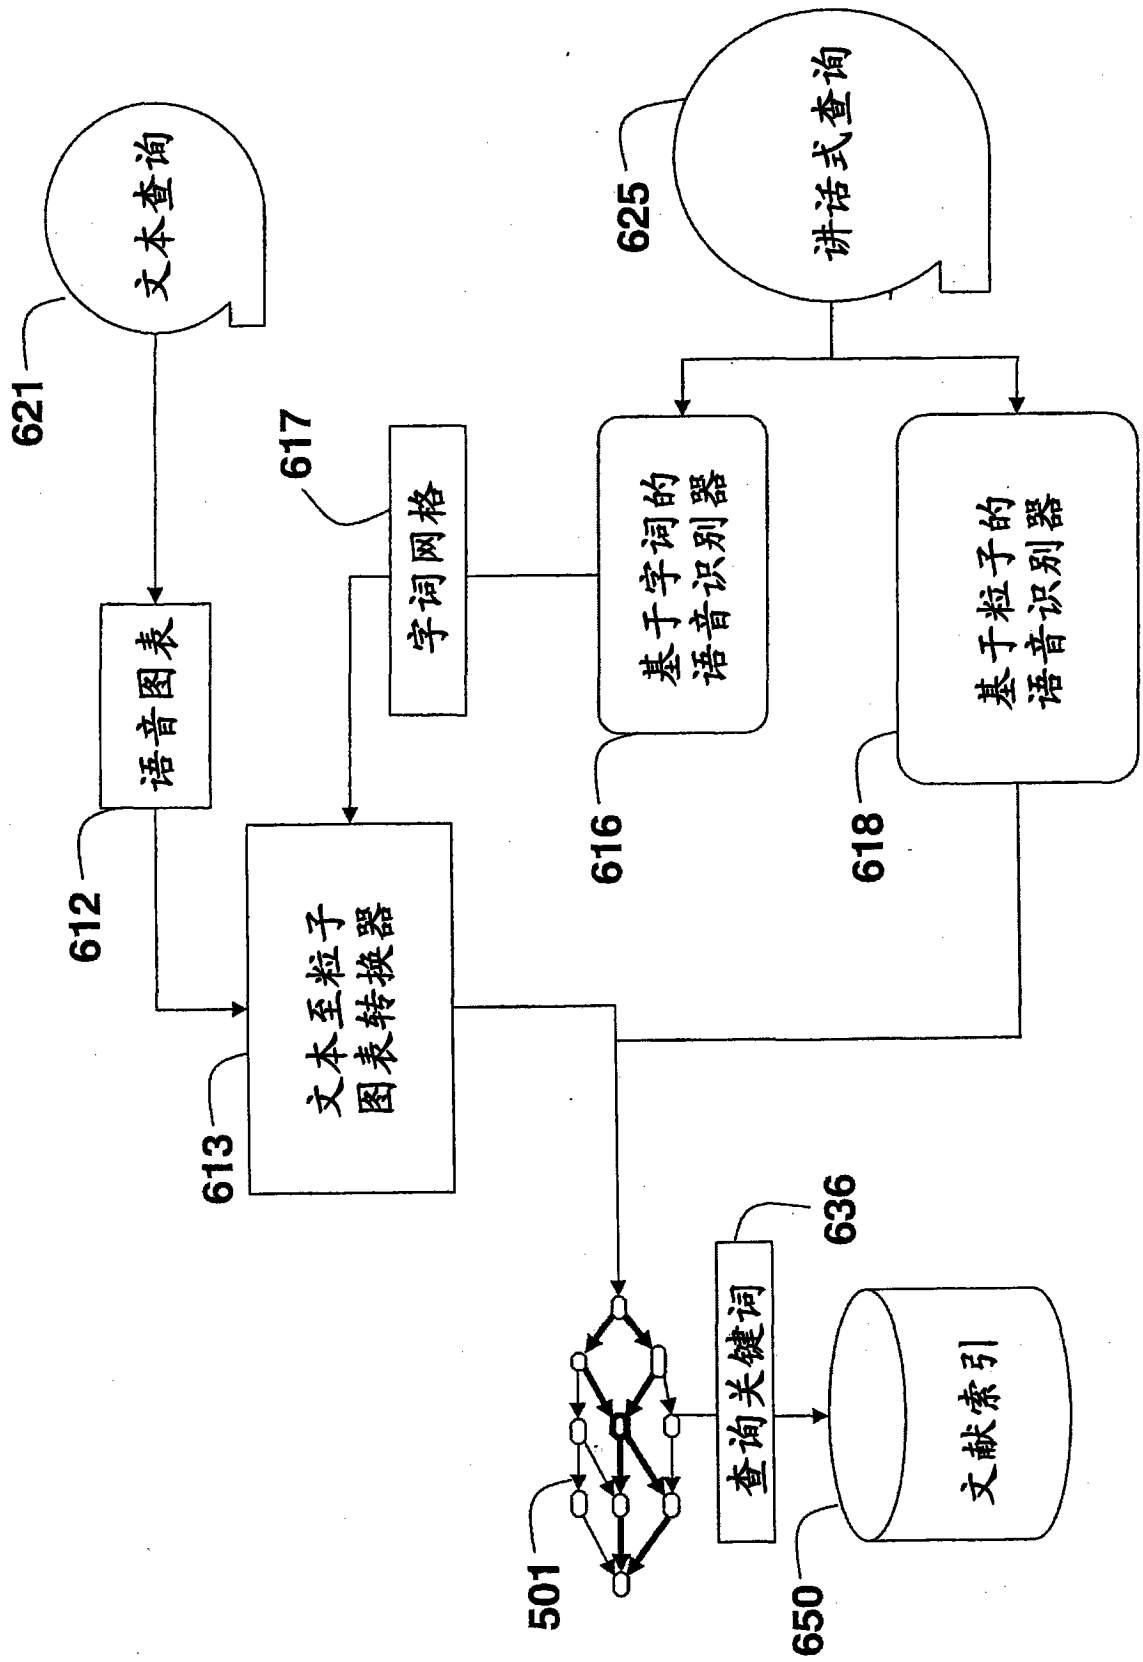 621
文本查询
612
语音图表
617
字词网格
613
文本至粒子
图表转换器
625
讲话式查询
616
基于字词的
语音识别器
618
基于粒子的
语音识别器
501
636
查询关键词
650
文献索引